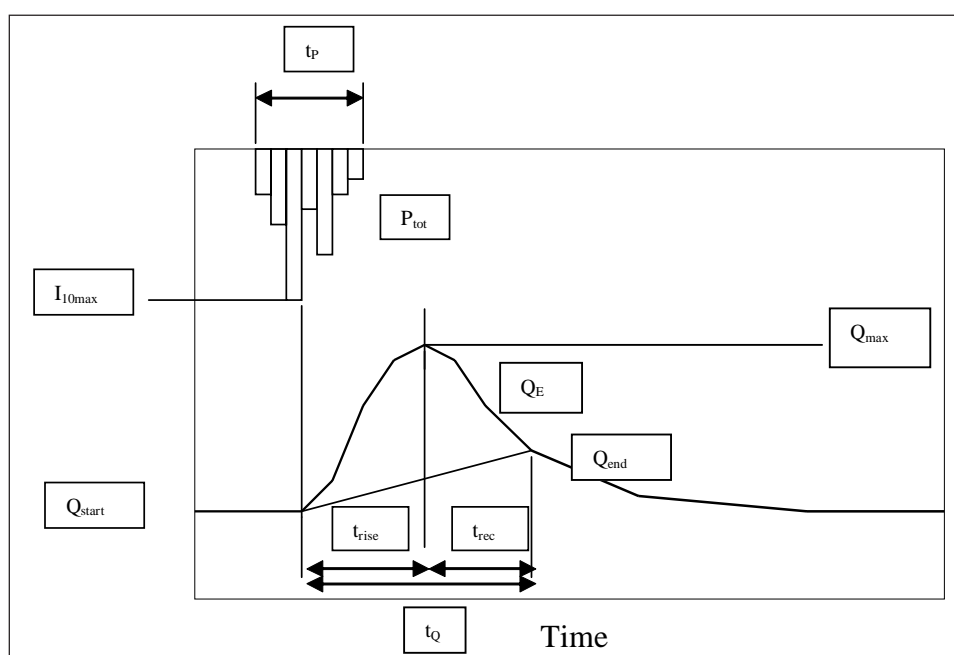 tP
Ptot
I10max
Qmax
QE
Qend
Qstart
trise
trec
tQ
Time